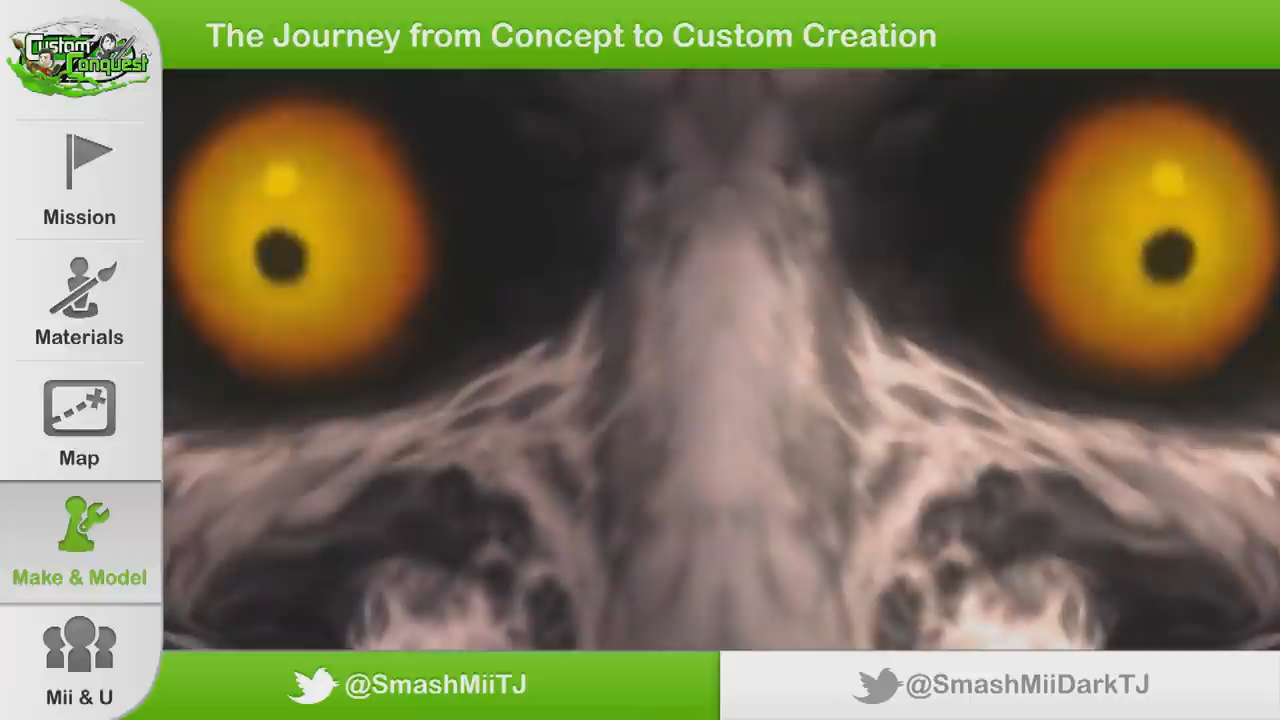 Custom
Conquest
The Journey from Concept to Custom Creation
Mission
Materials
Map
Make & Model
Mii & U
@SmashMiiTJ
@SmashMiiDarkTJ